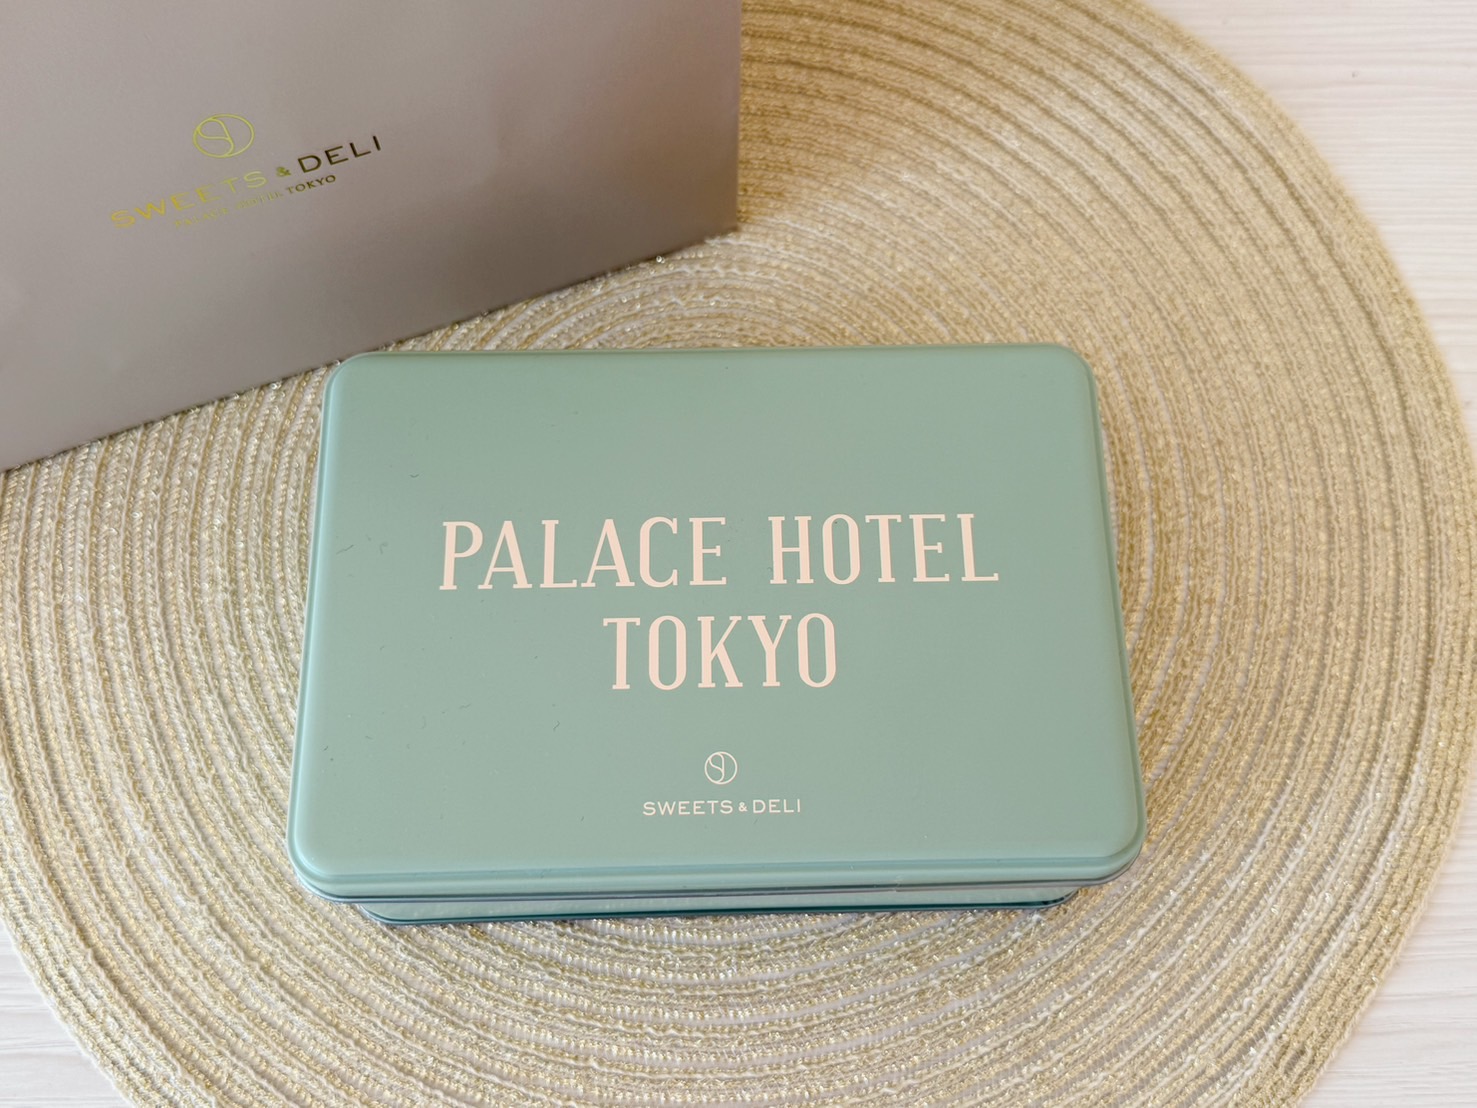 SWEETS & DELI
PALACE HOTEL TOKYO
PALACE HOTEL
TOKYO
SWEETS & DELI